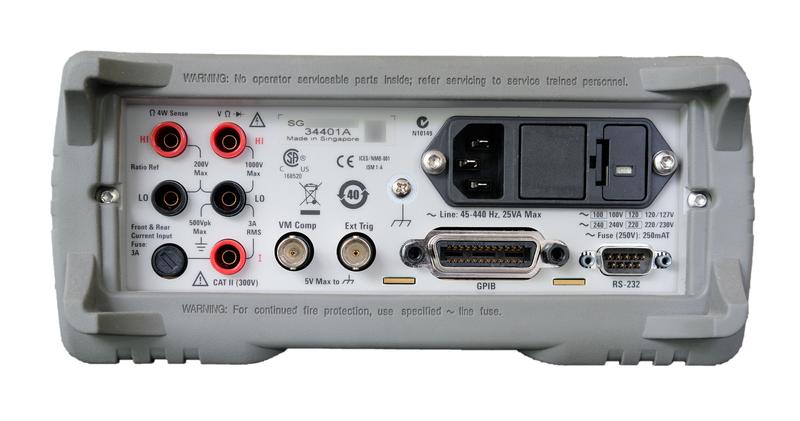 WARNING: No operator serviceable parts inside; refer servicing to service trained personnel.
Ω 4W Sense
V Ω
HI
HI
Ratio Ref
200V
Max
1000V
Max
LO
LO
Front & Rear
Current Input
Fuse:
3A
500Vpk
Max
3A
RMS
I
CAT II (300V)
SG
34401A
Made in Singapore
CSA ®
C US
168520
CE
ICES/NMB-001
ISM 1-A
40
N10149
VM Comp
Ext Trig
5V Max to
~ Line: 45-440 Hz, 25VA Max
~ 100 100V 120 120/127V
~ 240 240V 220 220/230V
~ Fuse (250V): 250mAT
GPIB
RS-232
WARNING: For continued fire protection, use specified ~ line fuse.